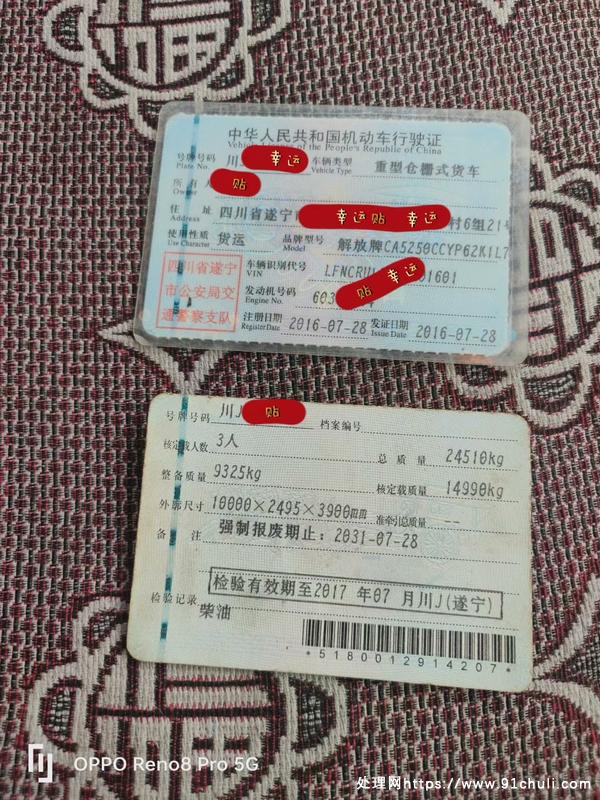 福
中华人民共和国机动车行驶证
Vehicle License of the People's Republic of China
号牌号码 川 幸运 车辆类型 重型仓栅式货车
Plate No. Vehicle Type
所有人 贴
Owner
住 址 四川省遂宁市 幸运贴 幸运 村6组21号
Address
使用性质 货运 品牌型号 解放牌CA5250CCYP62K1L7
Use Character Model
四川省遂宁 车辆识别代号 LFNCRU 1601
VIN
市公安局交 发动机号码 603 贴 幸运
Engine No.
通警察支队 注册日期 2016-07-28 发证日期 2016-07-28
Register Date Issue Date
号牌号码 川J 贴 档案编号
核定载人数 3人 总质量 24510kg
整备质量 9325kg 核定载质量 14990kg
外廓尺寸 10000×2495×3900mm 准牵引总质量 --
备 注 强制报废期止：2031-07-28
检验有效期至2017 年07 月川J(遂宁)
检验记录
柴油
*5180012914207*
OPPO Reno8 Pro 5G
处理网https://www.91chuli.com